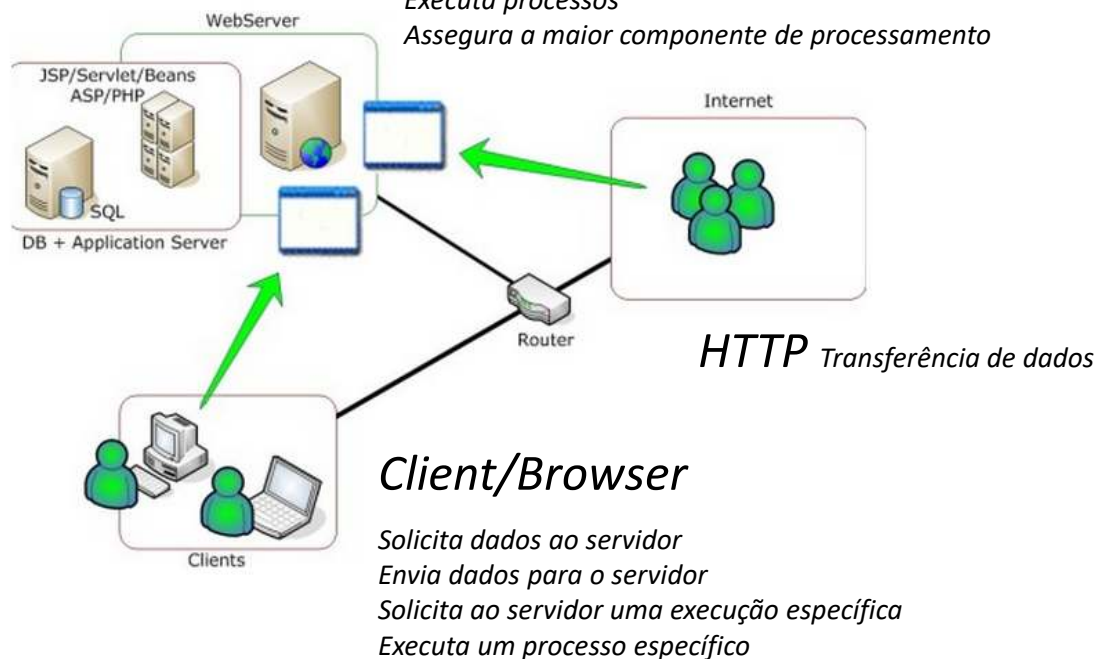 Executa processos
WebServer
Assegura a maior componente de processamento
JSP/Servlet/Beans
ASP/PHP
Internet
SQL
DB + Application Server
Router
HTTP Transferência de dados
Client/Browser
Solicita dados ao servidor
Clients
Envia dados para o servidor
Solicita ao servidor uma execução específica
Executa um processo específico